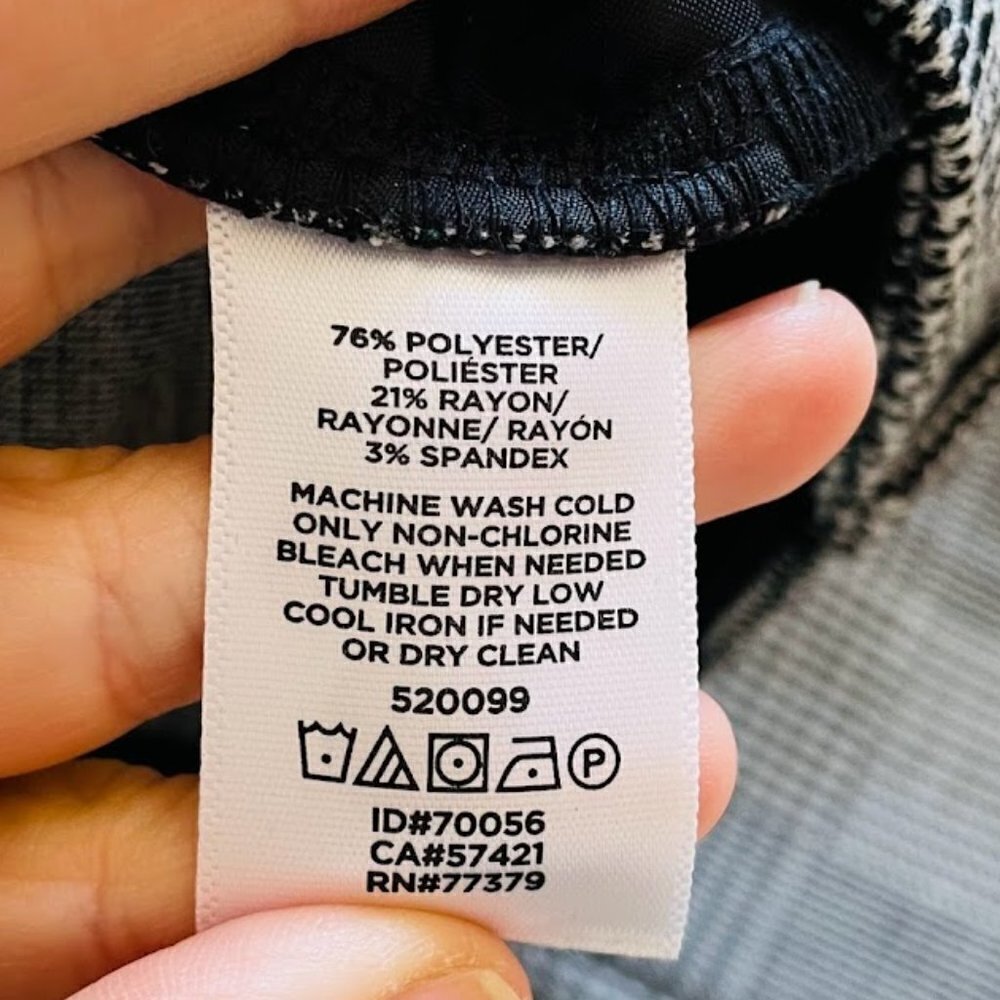 76% POLYESTER/
POLIÉSTER
21% RAYON/
RAYONNE/ RAYÓN
3% SPANDEX
MACHINE WASH COLD
ONLY NON-CHLORINE
BLEACH WHEN NEEDED
TUMBLE DRY LOW
COOL IRON IF NEEDED
OR DRY CLEAN
520099
P
ID#70056
CA#57421
RN#77379